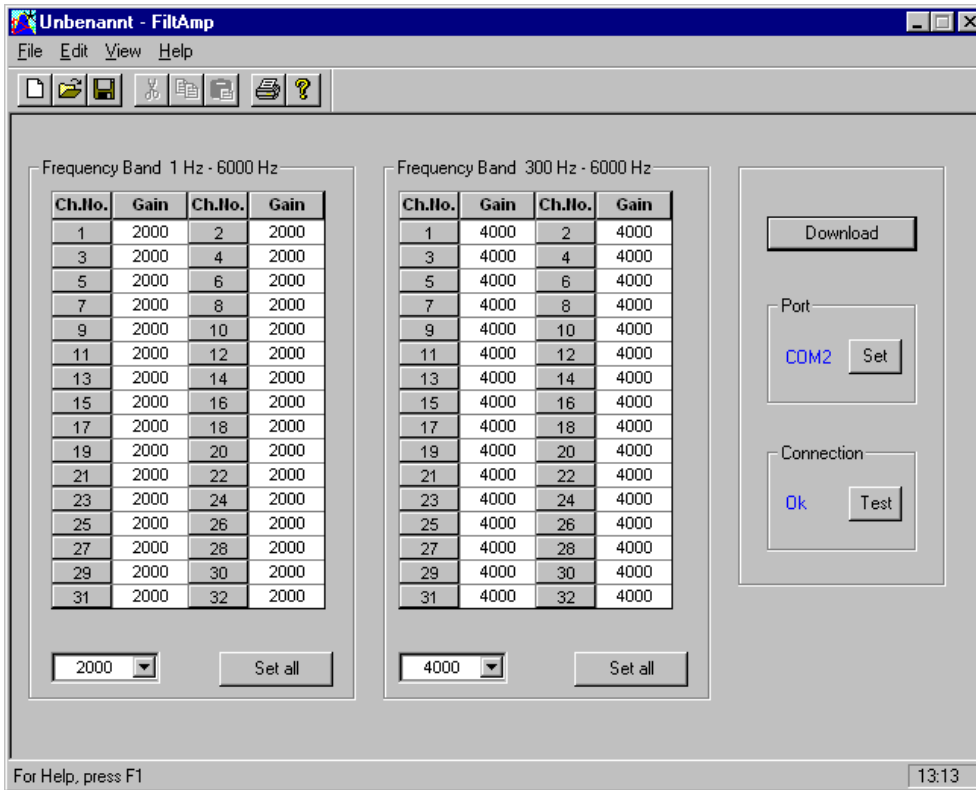 Unbenannt - FiltAmp
File Edit View Help
Frequency Band 1 Hz - 6000 Hz
Ch.No. Gain Ch.No. Gain
1 2000 2 2000
3 2000 4 2000
5 2000 6 2000
7 2000 8 2000
9 2000 10 2000
11 2000 12 2000
13 2000 14 2000
15 2000 16 2000
17 2000 18 2000
19 2000 20 2000
21 2000 22 2000
23 2000 24 2000
25 2000 26 2000
27 2000 28 2000
29 2000 30 2000
31 2000 32 2000
2000 Set all
Frequency Band 300 Hz - 6000 Hz
Ch.No. Gain Ch.No. Gain
1 4000 2 4000
3 4000 4 4000
5 4000 6 4000
7 4000 8 4000
9 4000 10 4000
11 4000 12 4000
13 4000 14 4000
15 4000 16 4000
17 4000 18 4000
19 4000 20 4000
21 4000 22 4000
23 4000 24 4000
25 4000 26 4000
27 4000 28 4000
29 4000 30 4000
31 4000 32 4000
4000 Set all
Download
Port
COM2 Set
Connection
Ok Test
For Help, press F1
13:13